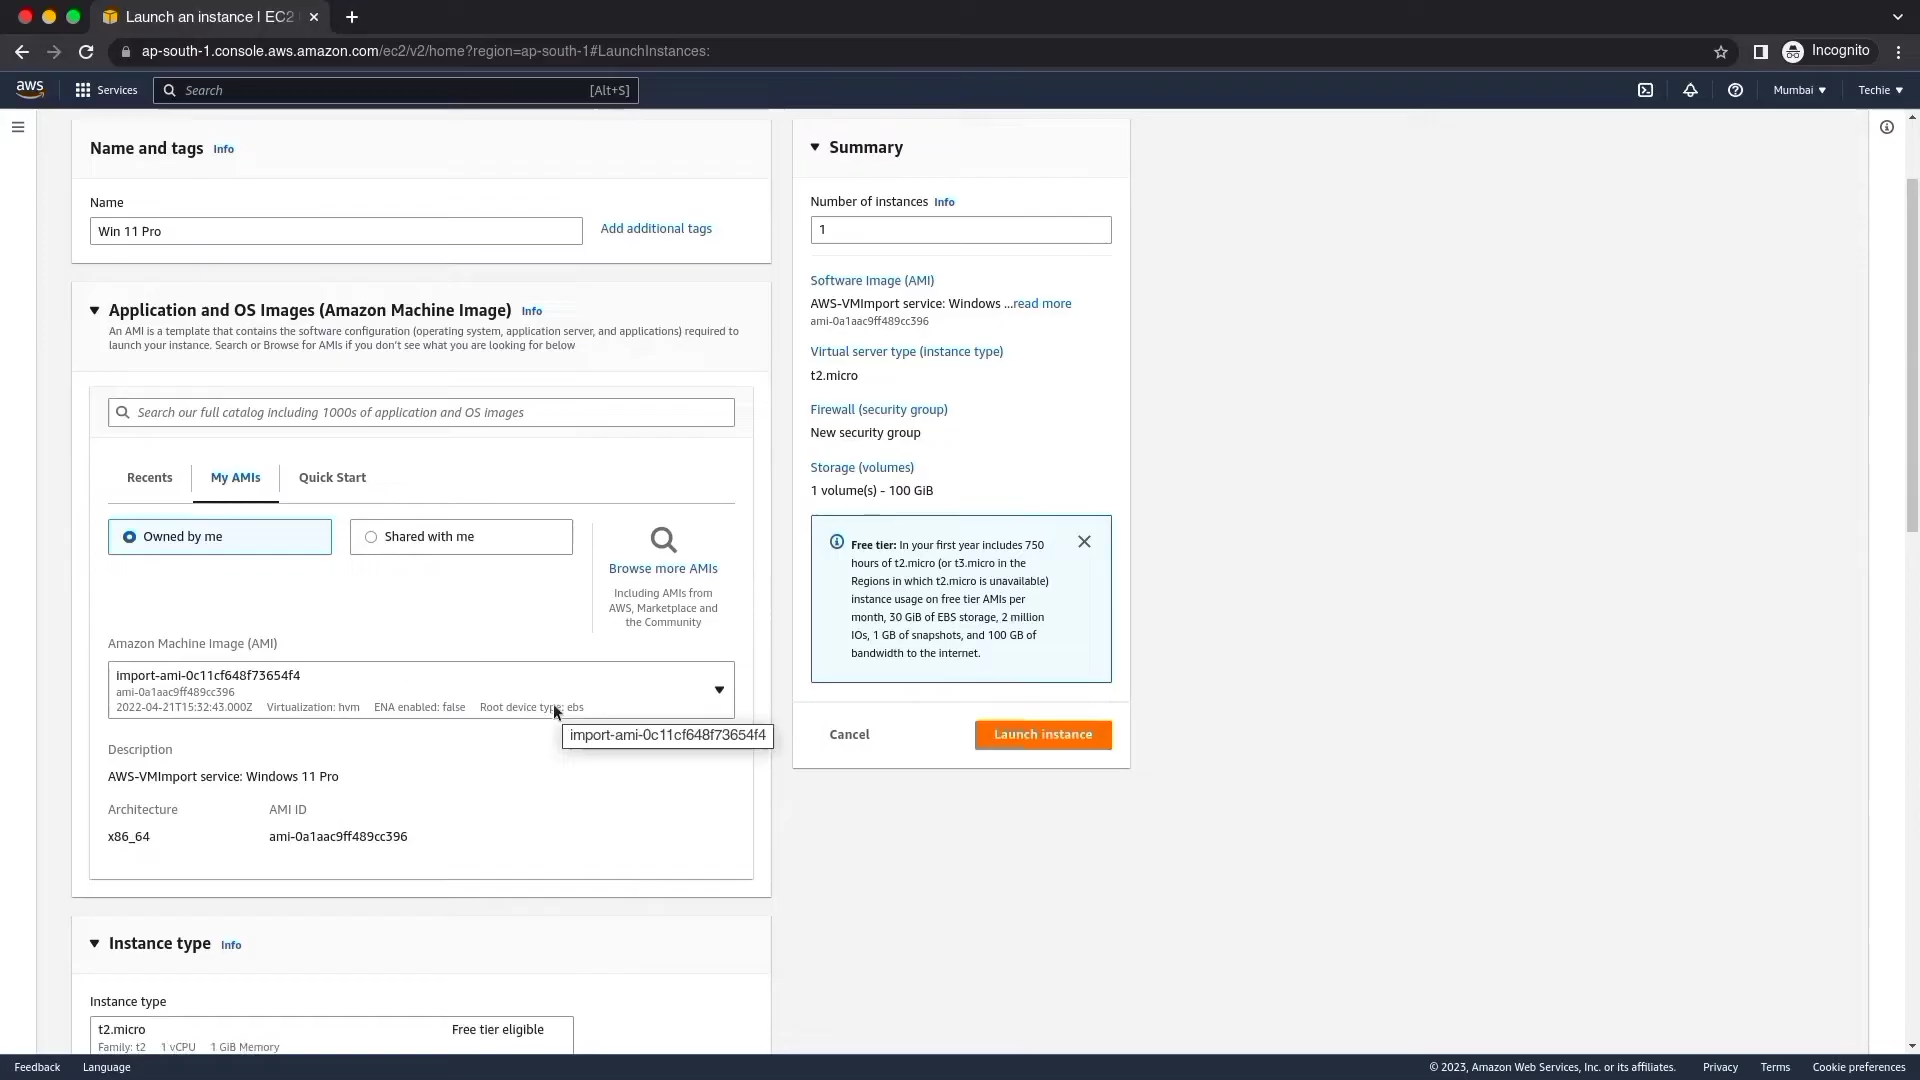 Launch an instance | EC2
ap-south-1.console.aws.amazon.com/ec2/v2/home?region=ap-south-1#LaunchInstances:
Incognito
aws
Services
Search
[Alt+S]
Mumbai
Techie
Name and tags Info
Name
Win 11 Pro
Add additional tags
Application and OS Images (Amazon Machine Image) Info
An AMI is a template that contains the software configuration (operating system, application server, and applications) required to
launch your instance. Search or Browse for AMIs if you don't see what you are looking for below
Search our full catalog including 1000s of application and OS images
Recents
My AMIs
Quick Start
Owned by me
Shared with me
Browse more AMIs
Including AMIs from
AWS, Marketplace and
the Community
Amazon Machine Image (AMI)
import-ami-0c11cf648f73654f4
ami-0a1aac9ff489cc396
2022-04-21T15:32:43.000Z Virtualization: hvm ENA enabled: false Root device type: ebs
import-ami-0c11cf648f73654f4
Description
AWS-VMImport service: Windows 11 Pro
Architecture
AMI ID
x86_64
ami-0a1aac9ff489cc396
Instance type Info
Instance type
t2.micro
Free tier eligible
Family: t2 1 vCPU 1 GiB Memory
Summary
Number of instances Info
1
Software Image (AMI)
AWS-VMImport service: Windows ...read more
ami-0a1aac9ff489cc396
Virtual server type (instance type)
t2.micro
Firewall (security group)
New security group
Storage (volumes)
1 volume(s) - 100 GiB
Free tier: In your first year includes 750
hours of t2.micro (or t3.micro in the
Regions in which t2.micro is unavailable)
instance usage on free tier AMIs per
month, 30 GiB of EBS storage, 2 million
IOs, 1 GB of snapshots, and 100 GB of
bandwidth to the internet.
Cancel
Launch instance
Feedback
Language
© 2023, Amazon Web Services, Inc. or its affiliates.
Privacy
Terms
Cookie preferences